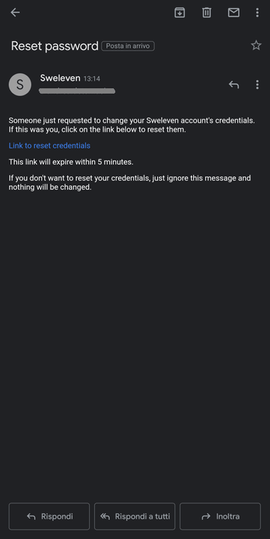 Reset password Posta in arrivo
S
Sweleven 13:14
Someone just requested to change your Sweleven account's credentials.
If this was you, click on the link below to reset them.
Link to reset credentials
This link will expire within 5 minutes.
If you don't want to reset your credentials, just ignore this message and
nothing will be changed.
Rispondi
Rispondi a tutti
Inoltra